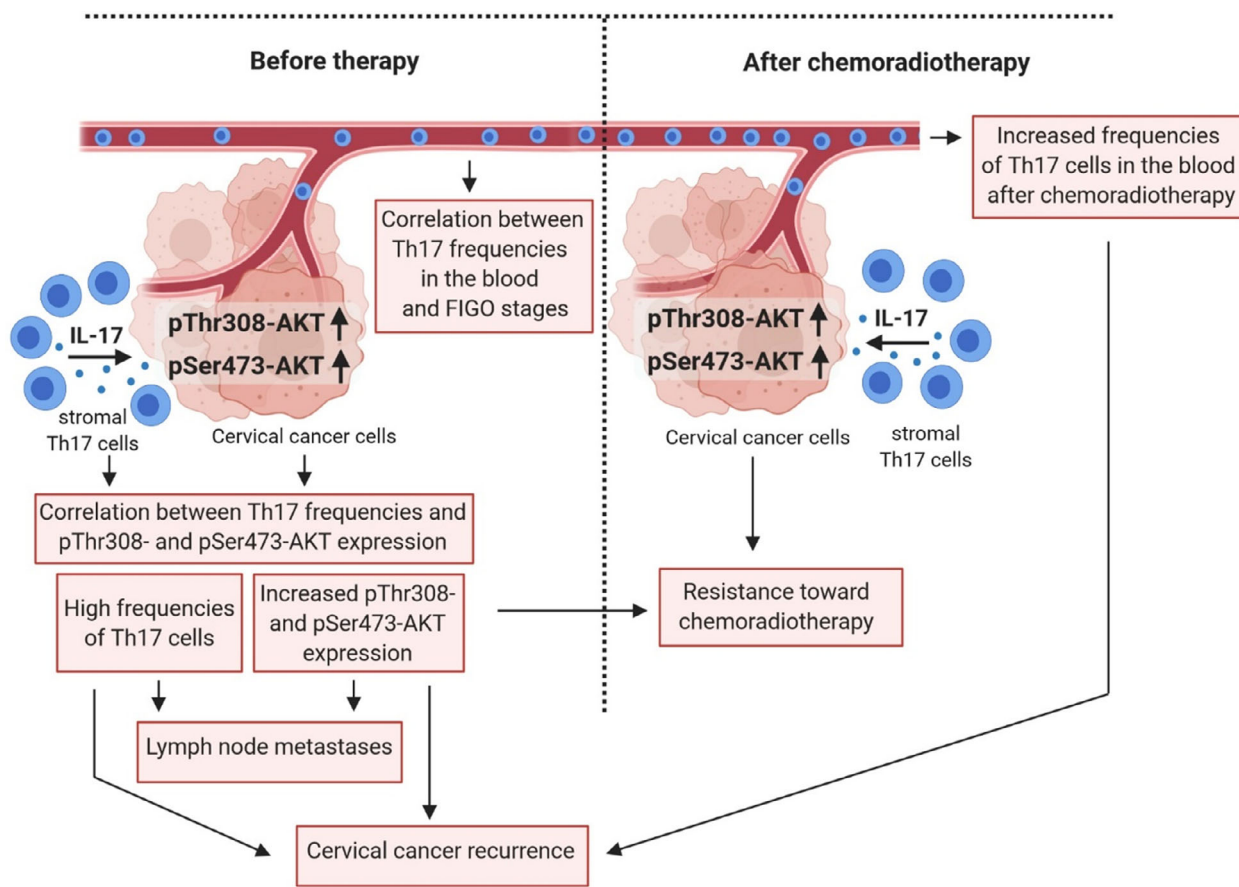 Before therapy
After chemoradiotherapy
Increased frequencies
of Th17 cells in the blood
after chemoradiotherapy
Correlation between
Th17 frequencies
in the blood
and FIGO stages
IL-17
pThr308-AKT
pSer473-AKT
stromal
Th17 cells
Cervical cancer cells
pThr308-AKT
pSer473-AKT
IL-17
Cervical cancer cells
stromal
Th17 cells
Correlation between Th17 frequencies and
pThr308- and pSer473-AKT expression
High frequencies
of Th17 cells
Increased pThr308-
and pSer473-AKT
expression
Resistance toward
chemoradiotherapy
Lymph node metastases
Cervical cancer recurrence